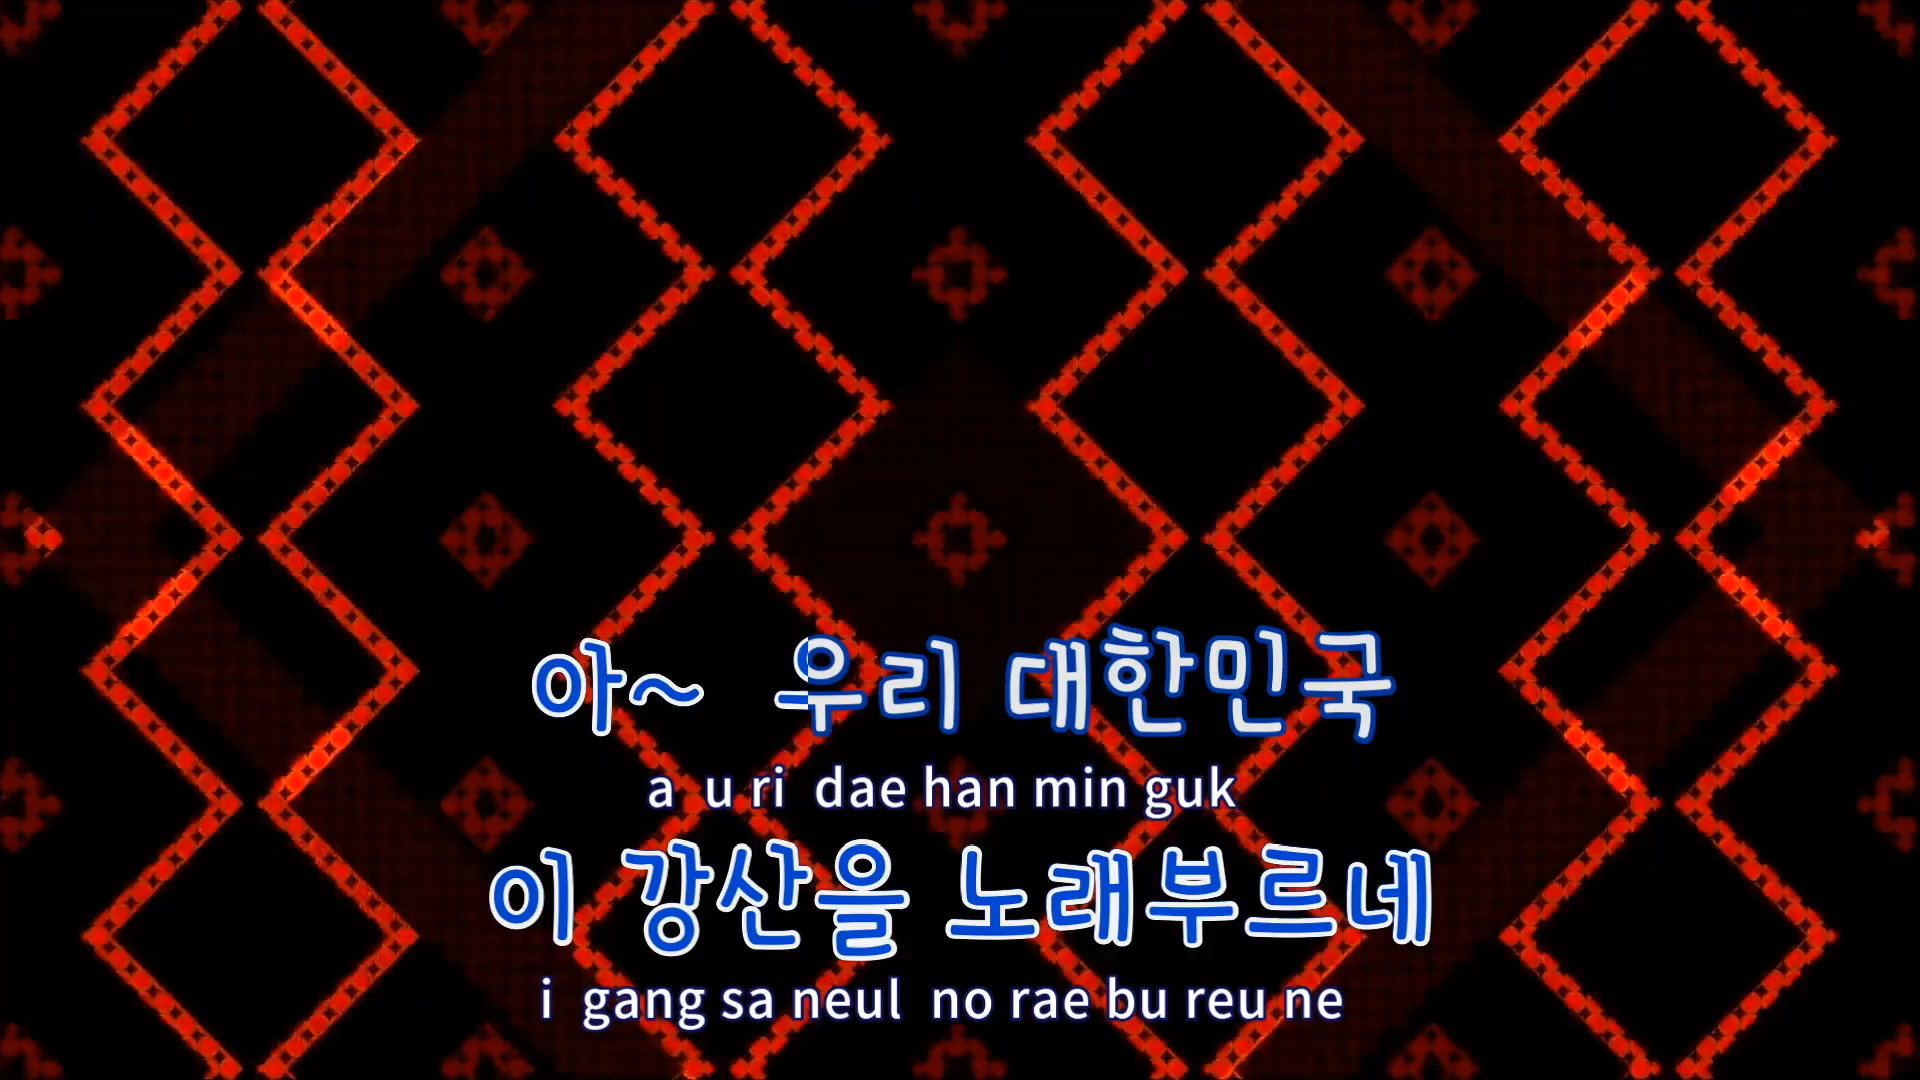 아~ 우리 대한민국
a u ri dae han min guk
이 강산을 노래부르네
i gang sa neul no rae bu reu ne